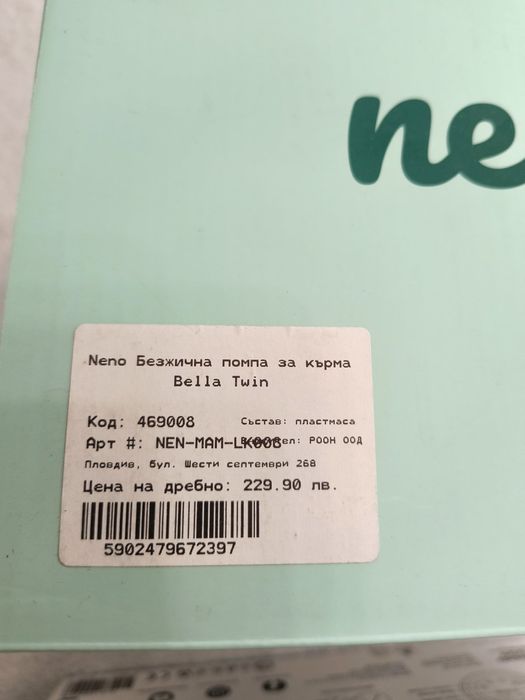 ne
Neno Безжична помпа за кърма
Bella Twin
Код: 469008 Състав: пластмаса
Арт #: NEN-MAM-LK008 РООН ООД
Пловдив, бул. Шести септември 268
Цена на дребно: 229.90 лв.
5902479672397